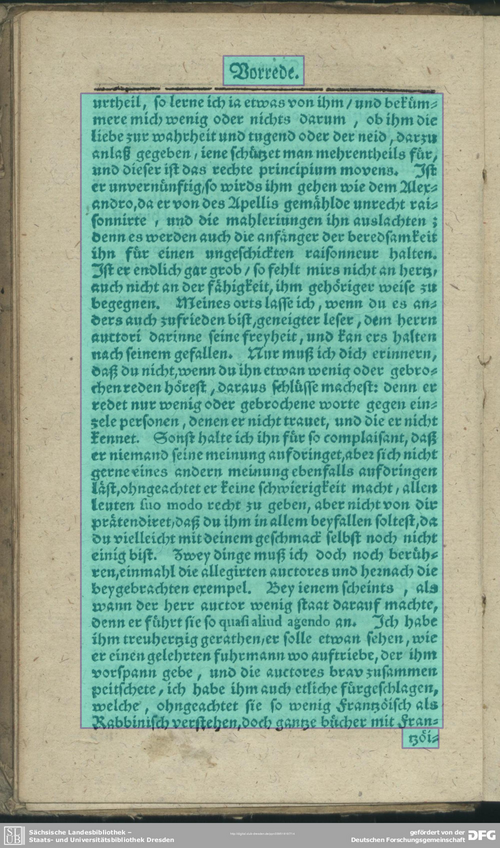 Vorrede.
urtheil, so lerne ich ia etwas von ihm / und beküm-
mere mich wenig oder nichts darum, ob ihm die
liebe zur wahrheit und tugend oder der neid, darzu
anlaß gegeben, iene schützet man mehrentheils für,
und dieser ist das rechte principium movens. Ist
er unvernünftig/so wirds ihm gehen wie dem Alex-
andro,da er von des Apellis gemählde unrecht rai-
sonnirte, und die mahleriungen ihn auslachten ;
denn es werden auch die anfänger der beredsamkeit
ihn für einen ungeschickten raisonneur halten.
Ist er endlich gar grob / so fehlt mirs nicht an hertz,
auch nicht an der fähigkeit, ihm gehöriger weise zu
begegnen. Meines orts lasse ich, wenn du es an-
ders auch zufrieden bist,geneigter leser, dem herrn
auctori darinne seine freyheit, und kan ers halten
nach seinem gefallen. Nur muß ich dich erinnern,
daß du nicht,wenn du ihn etwan wenig oder gebro-
chen reden hörest, daraus schlüsse machest: denn er
redet nur wenig oder gebrochene worte gegen ein-
zele personen, denen er nicht trauet, und die er nicht
kennet. Sonst halte ich ihn für so complaisant, daß
er niemand seine meinung aufdringet,aber sich nicht
gerne eines andern meinung ebenfalls aufdringen
läst,ohngeachtet er keine schwierigkeit macht, allen
leuten suo modo recht zu geben, aber nicht von dir
prätendiret,daß du ihm in allem beyfallen soltest,da
du vielleicht mit deinem geschmack selbst noch nicht
einig bist. Zwey dinge muß ich doch noch berüh-
ren,einmahl die allegirten auctores und hernach die
beygebrachten exempel. Bey ienem scheints, als
wann der herr auctor wenig staat darauf machte,
denn er führt sie so quasi aliud agendo an. Ich habe
ihm treuhertzig gerathen,er solle etwan sehen, wie
er einen gelehrten fuhrmann wo auftriebe, der ihm
vorspann gebe, und die auctores brav zusammen
peitschete, ich habe ihm auch etliche fürgeschlagen,
welche, ohngeachtet sie so wenig Frantzöisch als
Rabbinisch verstehen,doch gantze bücher mit Fran-
tzöi-
Sächsische Landesbibliothek –
Staats- und Universitätsbibliothek Dresden
gefördert von der
Deutschen Forschungsgemeinschaft
DFG